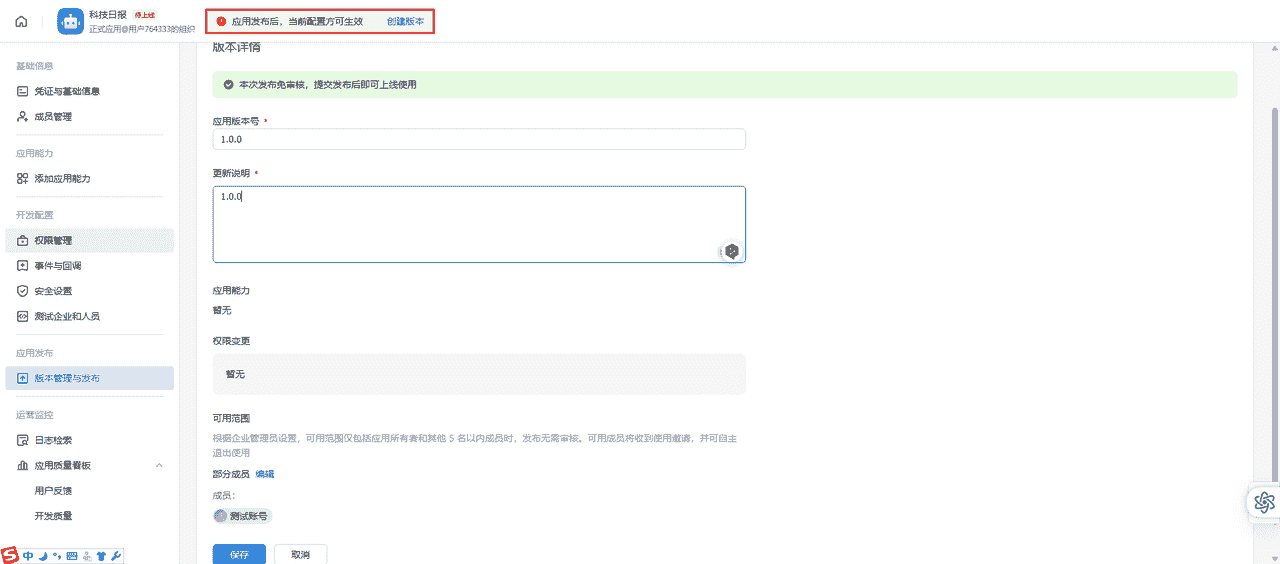 科技日报 待上线
正式应用@用户764333的组织
应用发布后，当前配置方可生效 创建版本
基础信息
凭证与基础信息
成员管理
应用能力
添加应用能力
开发配置
权限管理
事件与回调
安全设置
测试企业和人员
应用发布
版本管理与发布
运营监控
日志检索
应用质量看板
用户反馈
开发质量
版本详情
本次发布免审核，提交发布后即可上线使用
应用版本号 *
1.0.0
更新说明 *
1.0.0
应用能力
暂无
权限变更
暂无
可用范围
根据企业管理员设置，可用范围仅包括应用所有者和其他 5 名以内成员时，发布无需审核。可用成员将收到使用邀请，并可自主
退出使用
部分成员 编辑
成员：
测试账号
保存 取消
S 中